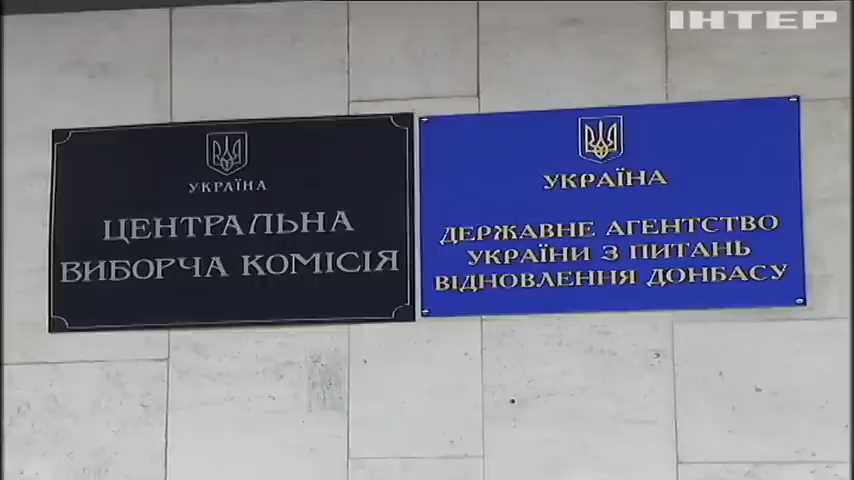 ІНТЕР
УКРАЇНА
ЦЕНТРАЛЬНА
ВИБОРЧА КОМІСІЯ
УКРАЇНА
ДЕРЖАВНЕ АГЕНТСТВО
УКРАЇНИ З ПИТАНЬ
ВІДНОВЛЕННЯ ДОНБАСУ